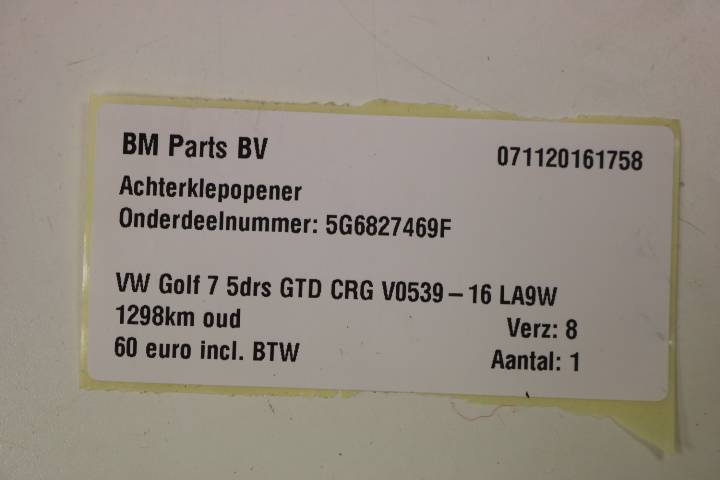 BM Parts BV 071120161758
Achterklepopener
Onderdeelnummer: 5G6827469F
VW Golf 7 5drs GTD CRG V0539 – 16 LA9W
1298km oud Verz: 8
60 euro incl. BTW Aantal: 1